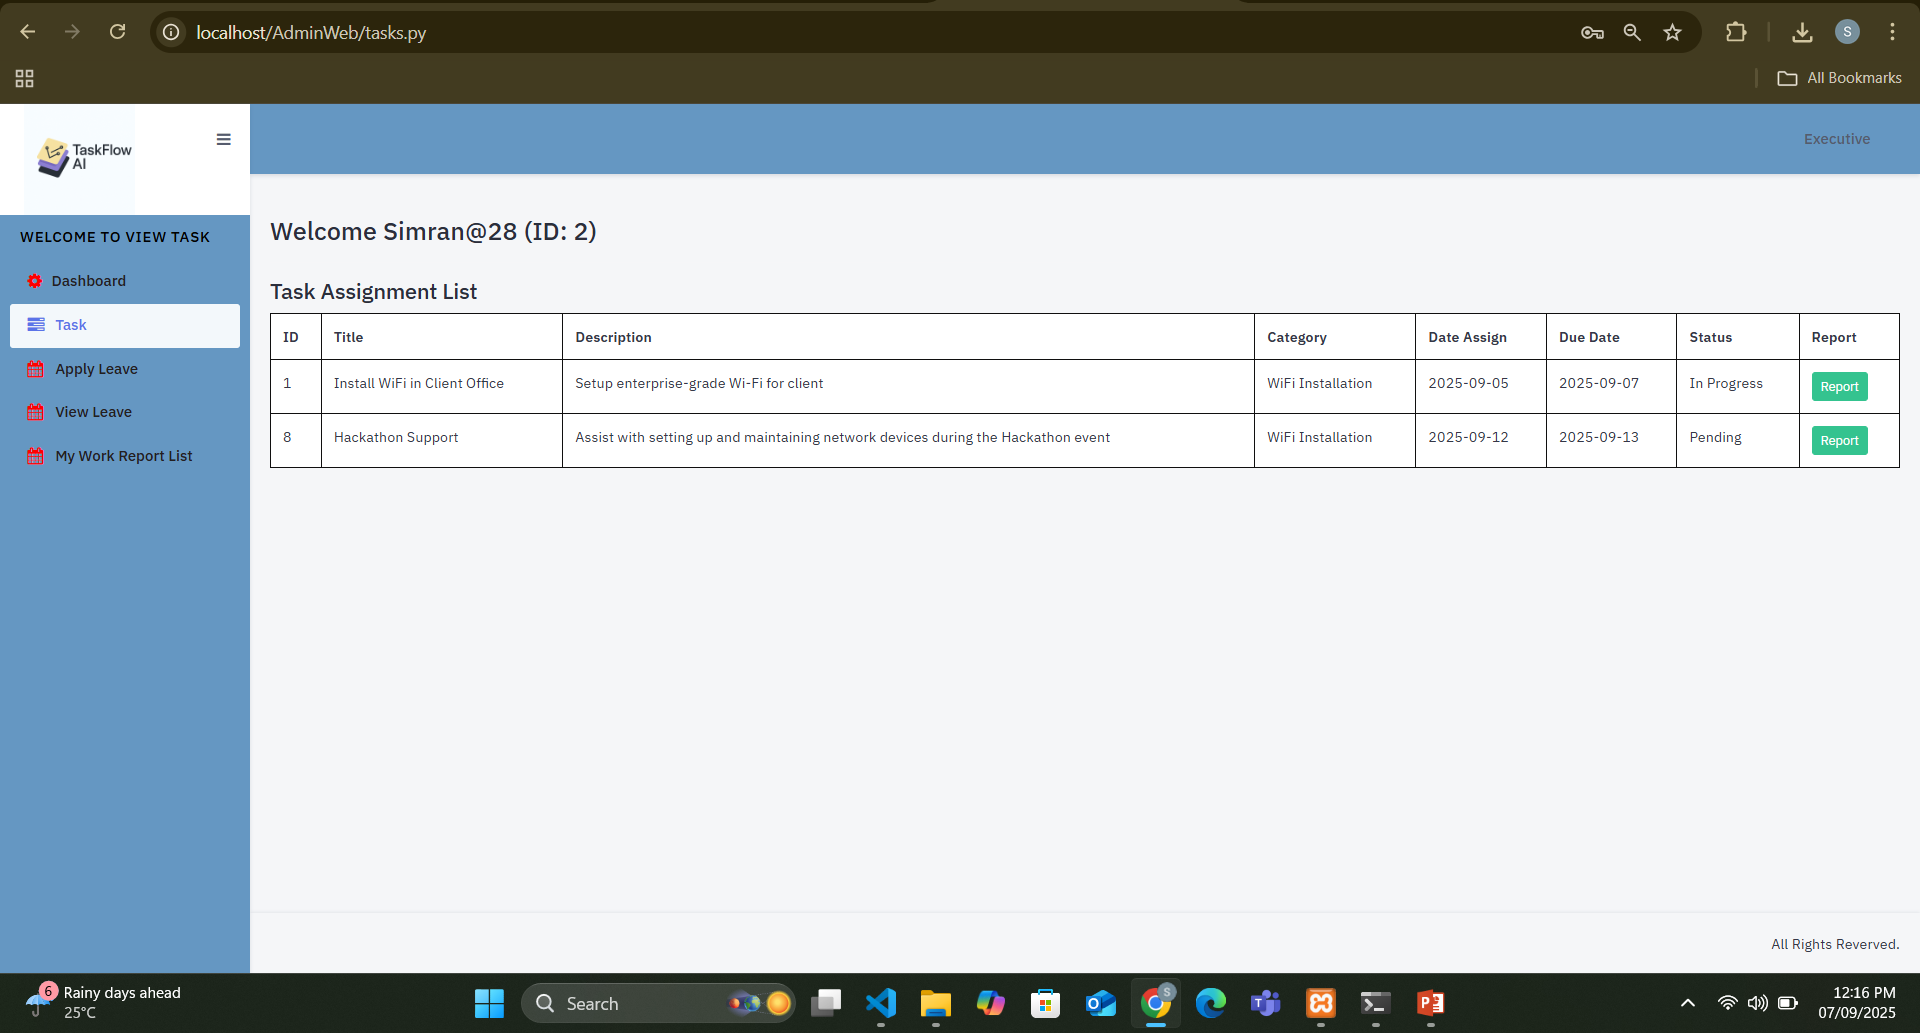 localhost/AdminWeb/tasks.py
S
All Bookmarks
TaskFlow
AI
Executive
WELCOME TO VIEW TASK
Dashboard
Task
Apply Leave
View Leave
My Work Report List
Welcome Simran@28 (ID: 2)
Task Assignment List
ID Title Description Category Date Assign Due Date Status Report
1 Install WiFi in Client Office Setup enterprise-grade Wi-Fi for client WiFi Installation 2025-09-05 2025-09-07 In Progress Report
8 Hackathon Support Assist with setting up and maintaining network devices during the Hackathon event WiFi Installation 2025-09-12 2025-09-13 Pending Report
All Rights Reverved.
6
Rainy days ahead
25°C
Search
S
12:16 PM
07/09/2025